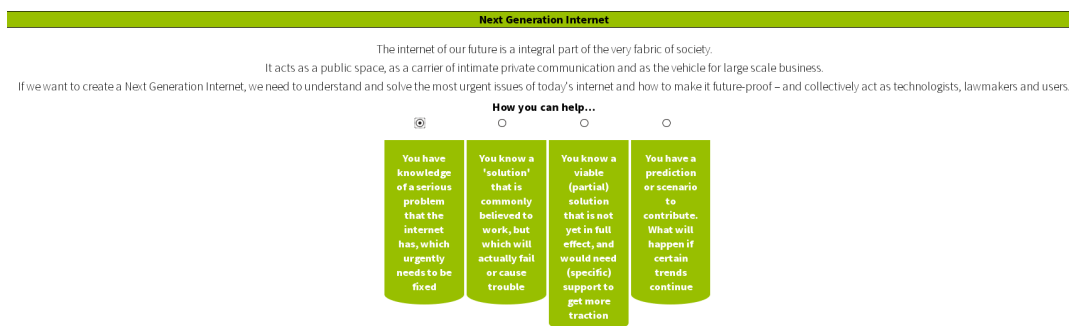 Next Generation Internet
The internet of our future is a integral part of the very fabric of society.
It acts as a public space, as a carrier of intimate private communication and as the vehicle for large scale business.
If we want to create a Next Generation Internet, we need to understand and solve the most urgent issues of today's internet and how to make it future-proof – and collectively act as technologists, lawmakers and users.
How you can help...
You have
knowledge
of a serious
problem
that the
internet
has, which
urgently
needs to be
fixed
You know a
'solution'
that is
commonly
believed to
work, but
which will
actually fail
or cause
trouble
You know a
viable
(partial)
solution
that is not
yet in full
effect, and
would need
(specific)
support to
get more
traction
You have a
prediction
or scenario
to
contribute.
What will
happen if
certain
trends
continue